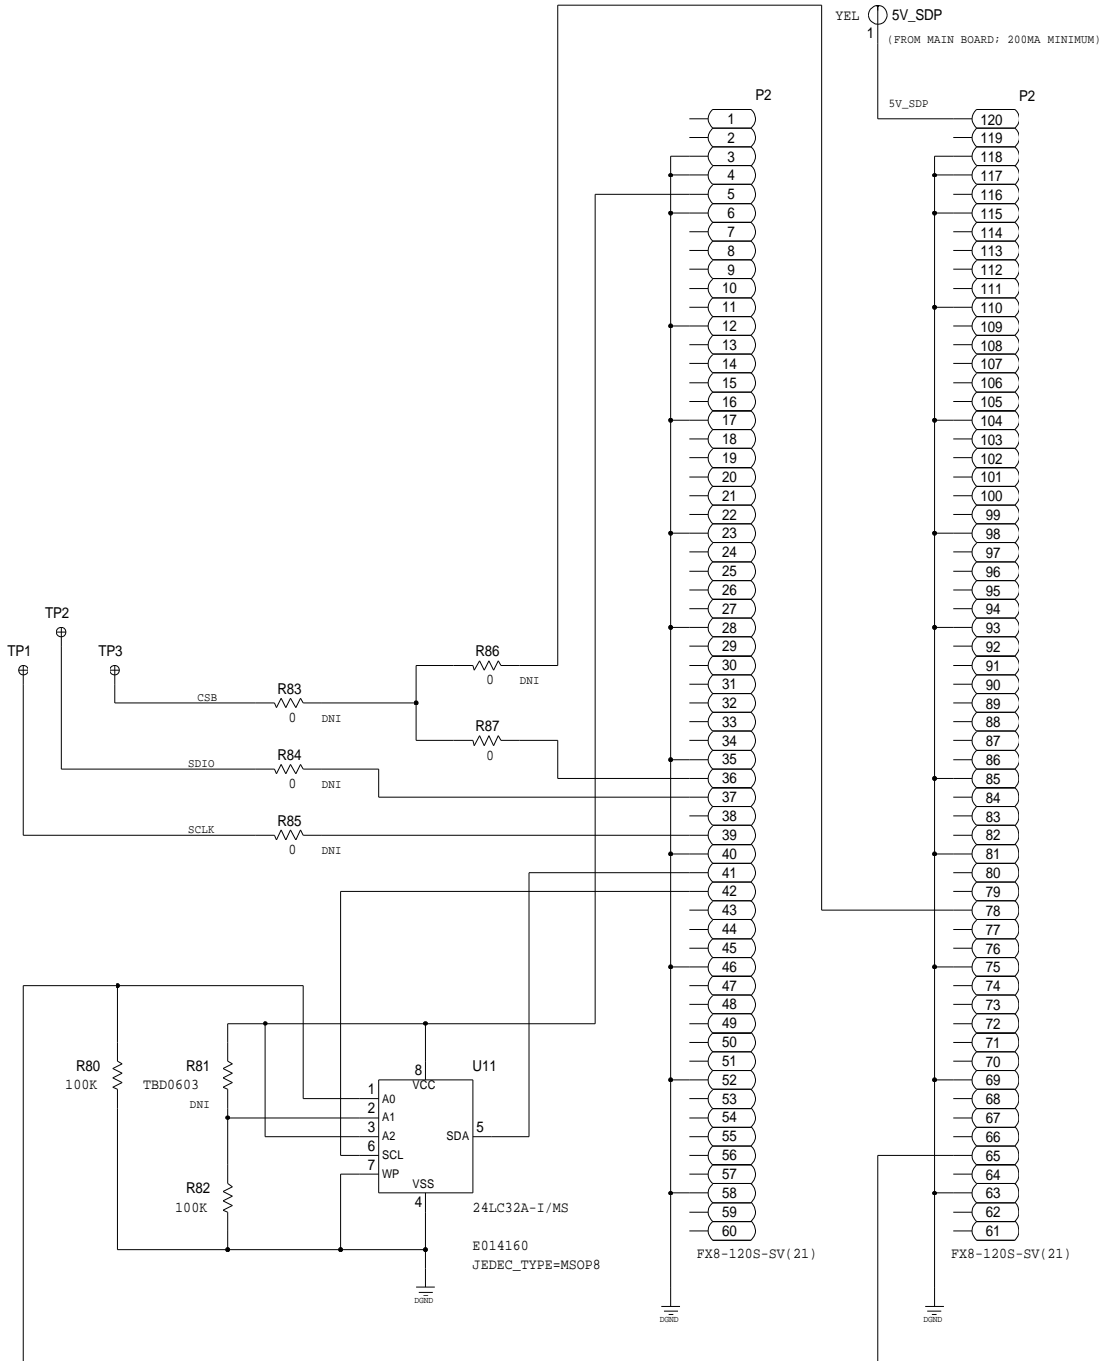 YEL 5V_SDP
1 (FROM MAIN BOARD; 200MA MINIMUM)
P2
5V_SDP
P2
1
2
3
4
5
6
7
8
9
10
11
12
13
14
15
16
17
18
19
20
21
22
23
24
25
26
27
28
29
30
31
32
33
34
35
36
37
38
39
40
41
42
43
44
45
46
47
48
49
50
51
52
53
54
55
56
57
58
59
60
FX8-120S-SV(21)
DGND
120
119
118
117
116
115
114
113
112
111
110
109
108
107
106
105
104
103
102
101
100
99
98
97
96
95
94
93
92
91
90
89
88
87
86
85
84
83
82
81
80
79
78
77
76
75
74
73
72
71
70
69
68
67
66
65
64
63
62
61
FX8-120S-SV(21)
DGND
TP2
TP1
TP3
R86
0 DNI
CSB
R83
0 DNI
R87
0
SDIO
R84
0 DNI
SCLK
R85
0 DNI
R80
100K
R81
TBD0603
DNI
R82
100K
U11
8
VCC
1 A0
2 A1
3 A2
6 SCL
7 WP
SDA 5
VSS
4
24LC32A-I/MS
E014160
JEDEC_TYPE=MSOP8
DGND